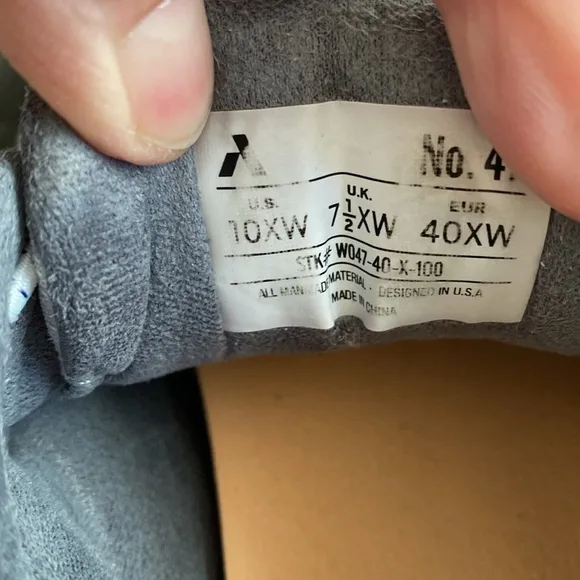 No. 4
U.S. U.K. EUR
10XW 7½XW 40XW
STK# W047-40-X-100
ALL MAN MADE MATERIAL · DESIGNED IN U.S.A
MADE IN CHINA